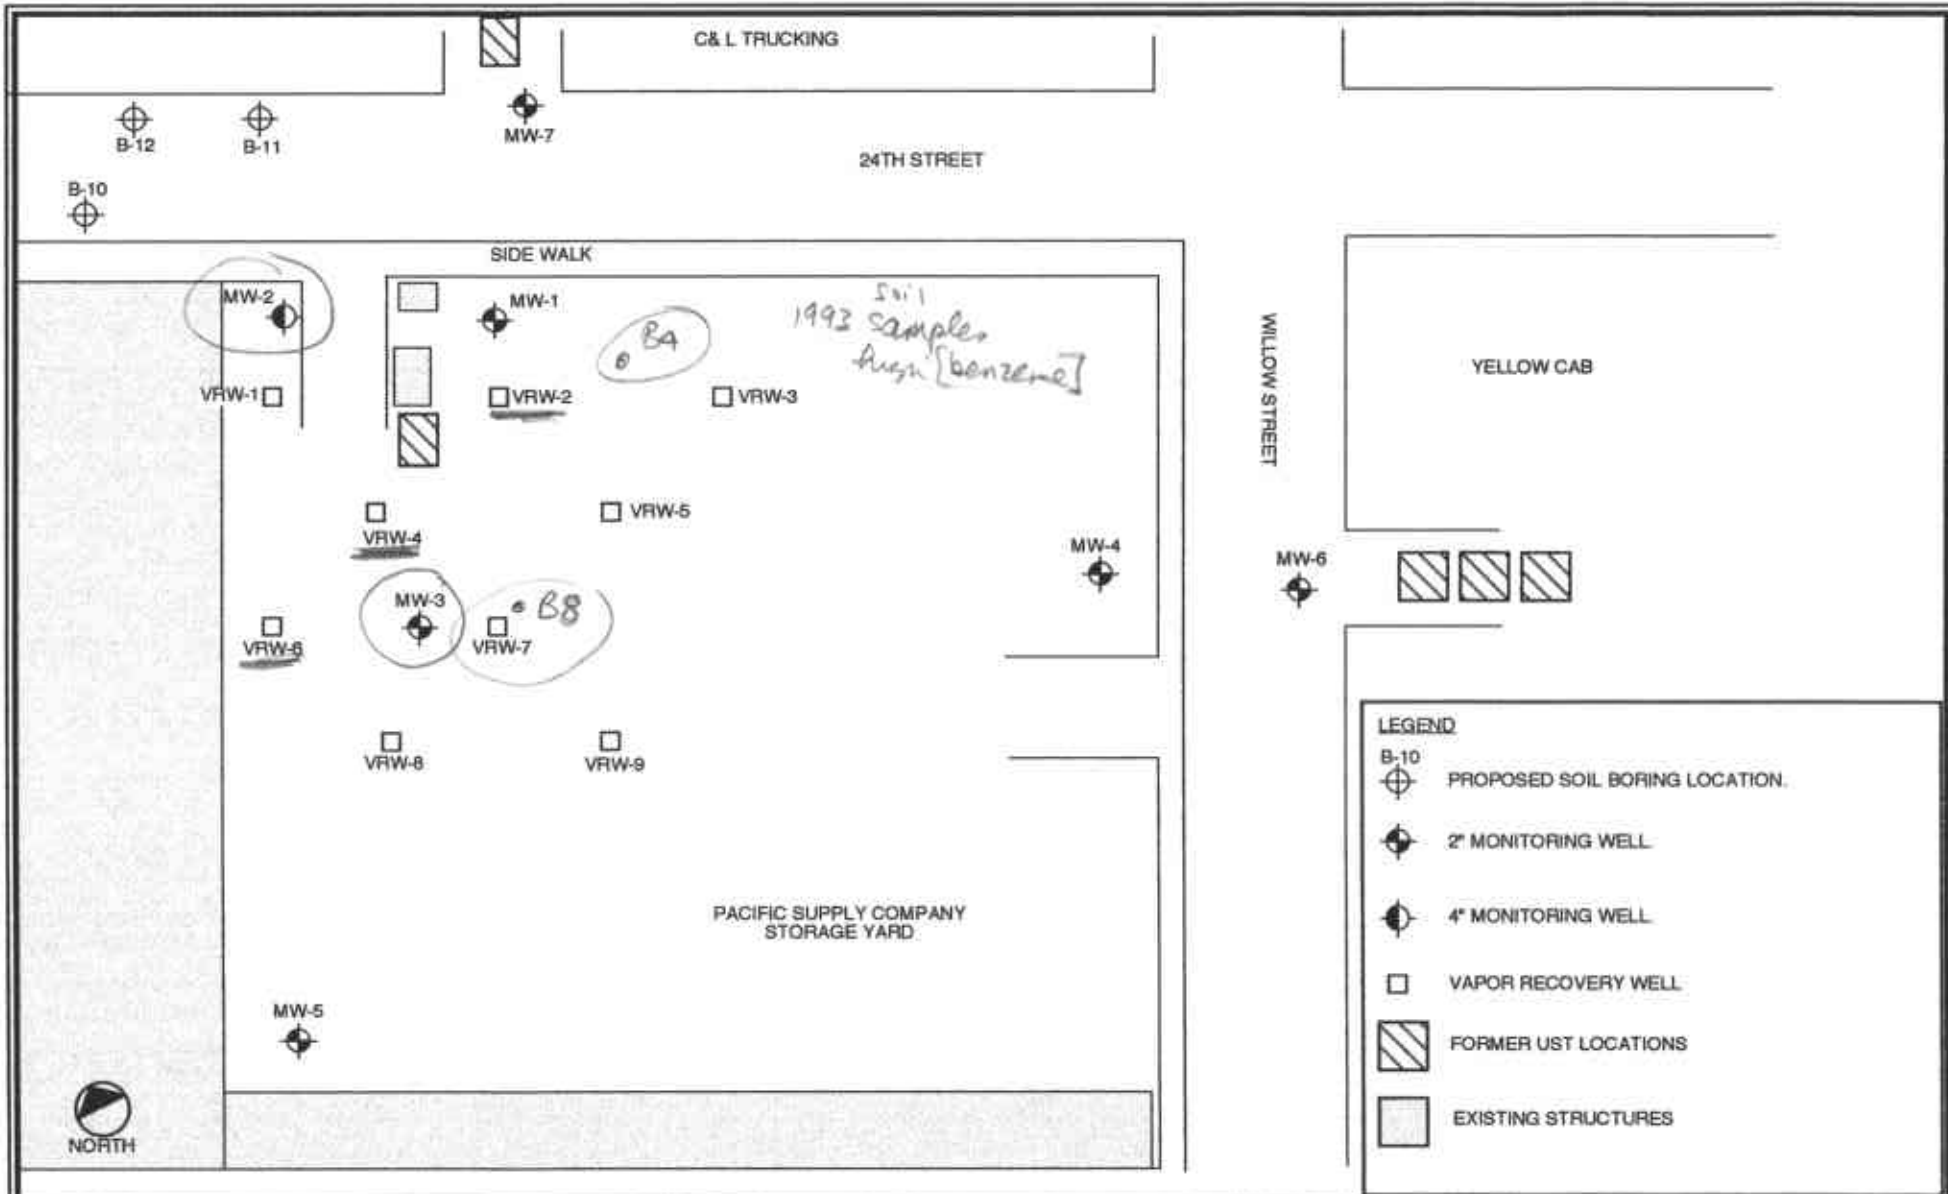 C& L TRUCKING
MW-7
B-12
B-11
24TH STREET
B-10
SIDE WALK
MW-2
MW-1
B4
soil
1993 samples
high [benzene]
VRW-1
VRW-2
VRW-3
WILLOW STREET
YELLOW CAB
VRW-4
VRW-5
MW-4
MW-6
MW-3
B8
VRW-6
VRW-7
VRW-8
VRW-9
PACIFIC SUPPLY COMPANY
STORAGE YARD
MW-5
NORTH
LEGEND
B-10
PROPOSED SOIL BORING LOCATION.
2" MONITORING WELL
4" MONITORING WELL
VAPOR RECOVERY WELL
FORMER UST LOCATIONS
EXISTING STRUCTURES